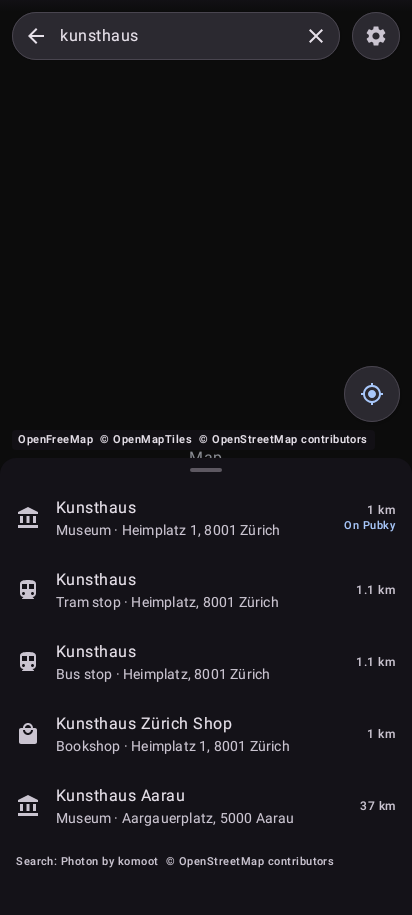 kunsthaus
OpenFreeMap © OpenMapTiles © OpenStreetMap contributors
Map
Kunsthaus
1 km
Museum · Heimplatz 1, 8001 Zürich
On Pubky
Kunsthaus
Tram stop · Heimplatz, 8001 Zürich
1.1 km
Kunsthaus
Bus stop · Heimplatz, 8001 Zürich
1.1 km
Kunsthaus Zürich Shop
Bookshop · Heimplatz 1, 8001 Zürich
1 km
Kunsthaus Aarau
Museum · Aargauerplatz, 5000 Aarau
37 km
Search: Photon by komoot © OpenStreetMap contributors